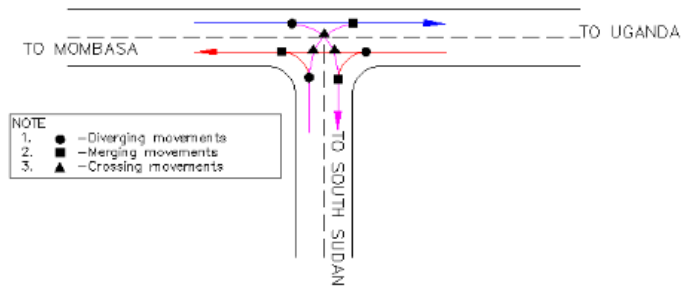 TO UGANDA
TO MOMBASA
NOTE
1. ● -Diverging movements
2. ■ -Merging movements
3. ▲ -Crossing movements
TO SOUTH SUDAN